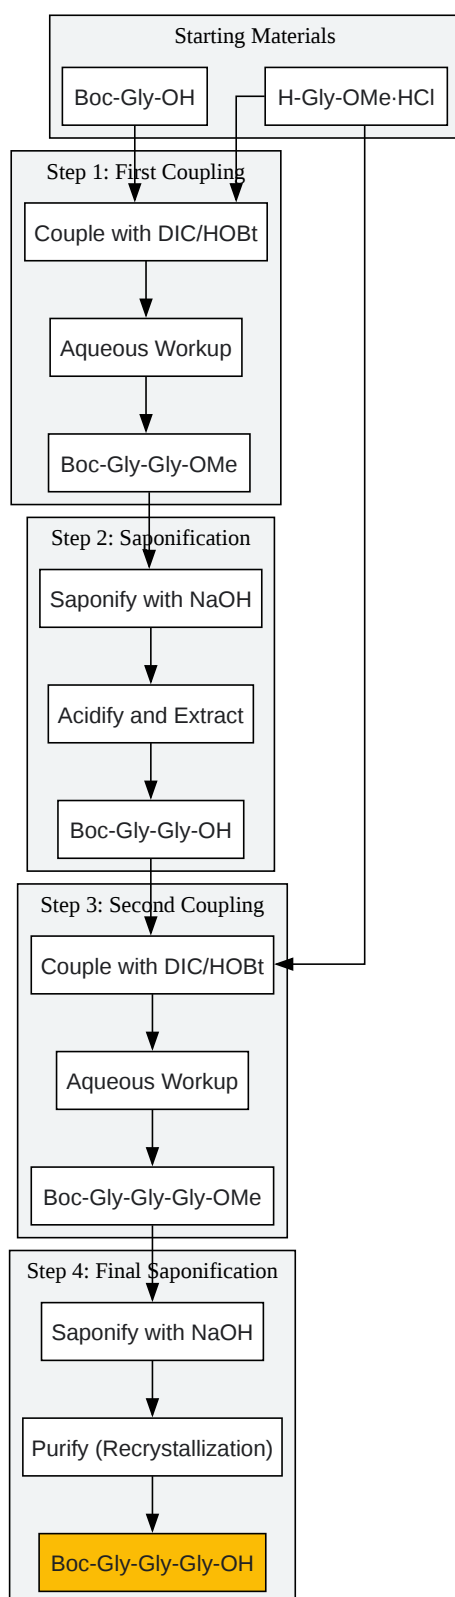 Starting Materials
Boc-Gly-OH
H-Gly-OMe·HCl
Step 1: First Coupling
Couple with DIC/HOBt
Aqueous Workup
Boc-Gly-Gly-OMe
Step 2: Saponification
Saponify with NaOH
Acidify and Extract
Boc-Gly-Gly-OH
Step 3: Second Coupling
Couple with DIC/HOBt
Aqueous Workup
Boc-Gly-Gly-Gly-OMe
Step 4: Final Saponification
Saponify with NaOH
Purify (Recrystallization)
Boc-Gly-Gly-Gly-OH